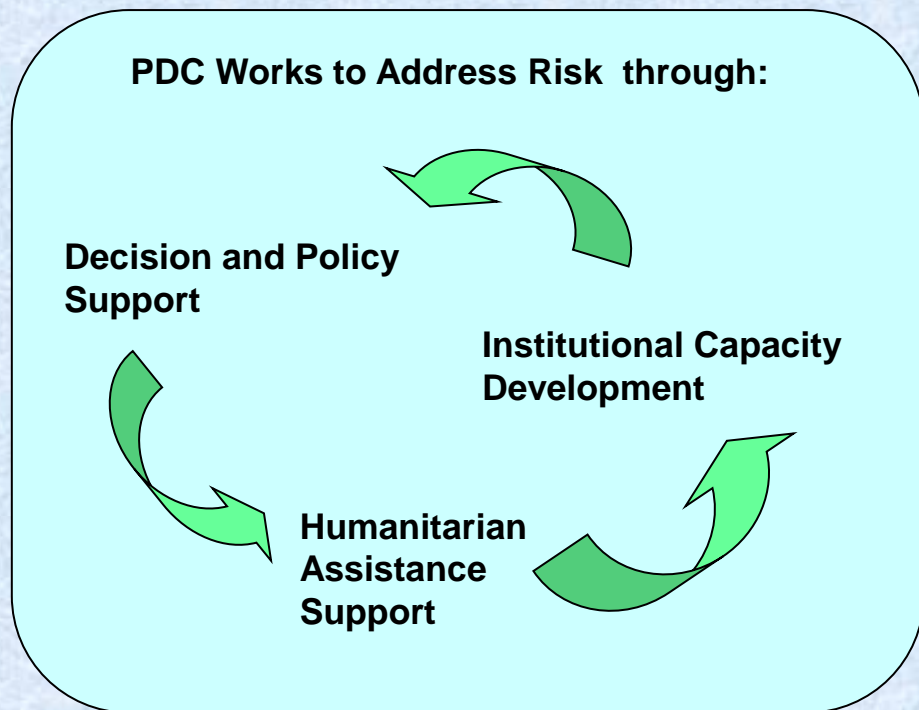 PDC Works to Address Risk through:
Decision and Policy
Support
Institutional Capacity
Development
Humanitarian
Assistance
Support